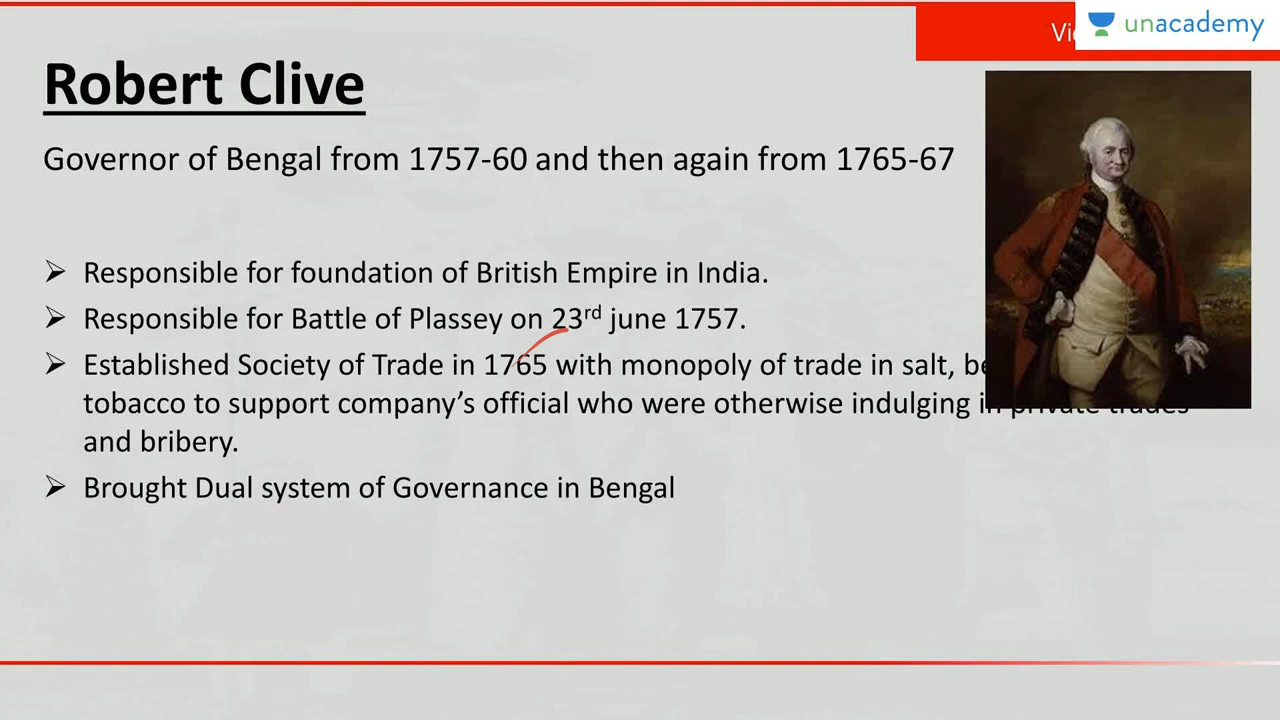 unacademy
Robert Clive
Governor of Bengal from 1757-60 and then again from 1765-67
➢ Responsible for foundation of British Empire in India.
➢ Responsible for Battle of Plassey on 23rd june 1757.
➢ Established Society of Trade in 1765 with monopoly of trade in salt,
tobacco to support company’s official who were otherwise indulging in private trades
and bribery.
➢ Brought Dual system of Governance in Bengal